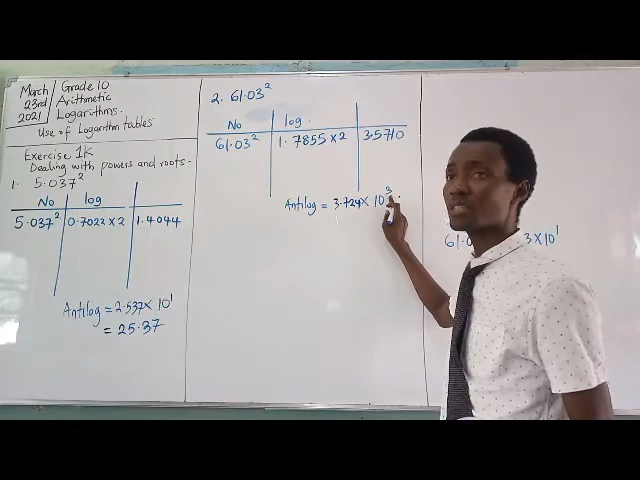 March
23rd
2021
Grade 10
Arithmetic
Logarithms.
Use of Logarithm tables
Exercise 1K
Dealing with powers and roots.
1. 5.037²
No log
5.037² 0.7022 x 2 1.4044
Antilog = 2.537 x 10¹
= 25.37
2. 61.03²
No log.
61.03² 1.7855 x 2 3.5710
Antilog = 3.724 x 10³
3 x 10¹